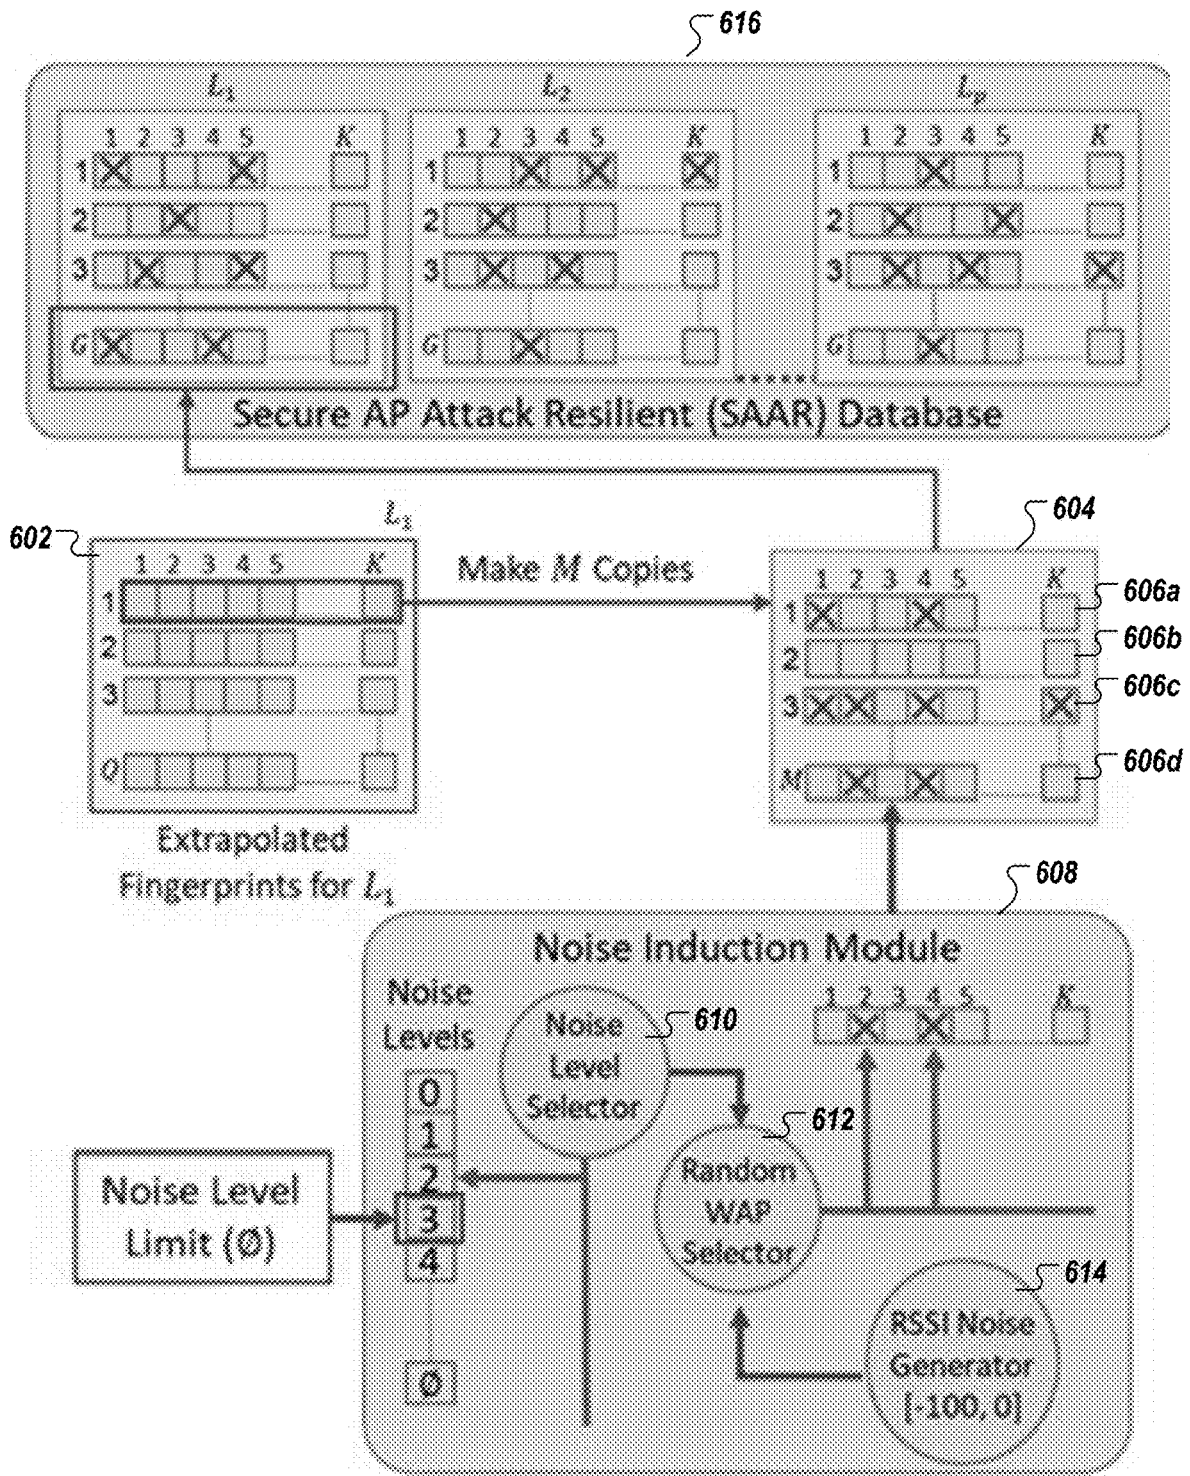 616
L₁ L₂ Lₚ
1 2 3 4 5 K 1 2 3 4 5 K 1 2 3 4 5 K
1 1 1
2 2 2
3 3 3
G G G
Secure AP Attack Resilient (SAAR) Database
602 L₁ 604
1 2 3 4 5 K Make M Copies 1 2 3 4 5 K
1 1 606a
2 2 606b
3 3 606c
O M 606d
Extrapolated
Fingerprints for L₁
608
Noise Induction Module
Noise
Levels
0
1
2
3
4
Ø
Noise Level
Limit (Ø)
Noise
Level
Selector
610
1 2 3 4 5 K
612
Random
WAP
Selector
614
RSSI Noise
Generator
[-100, 0]